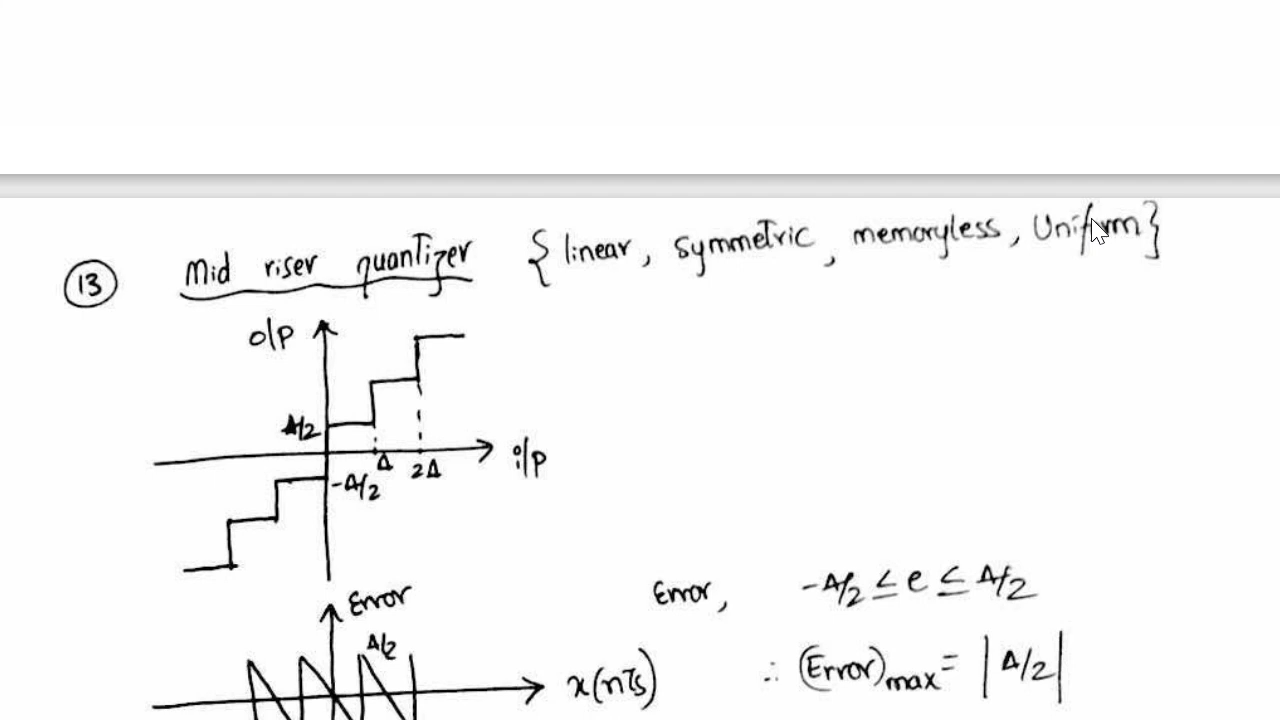 13 Mid riser quantizer { linear, symmetric, memoryless, Uniform}
o/p
Δ/2
Δ 2Δ i/p
-Δ/2
Error
Error, -Δ/2 ≤ e ≤ Δ/2
Δ/2
x(nTs) ∴ (Error)max = |Δ/2|